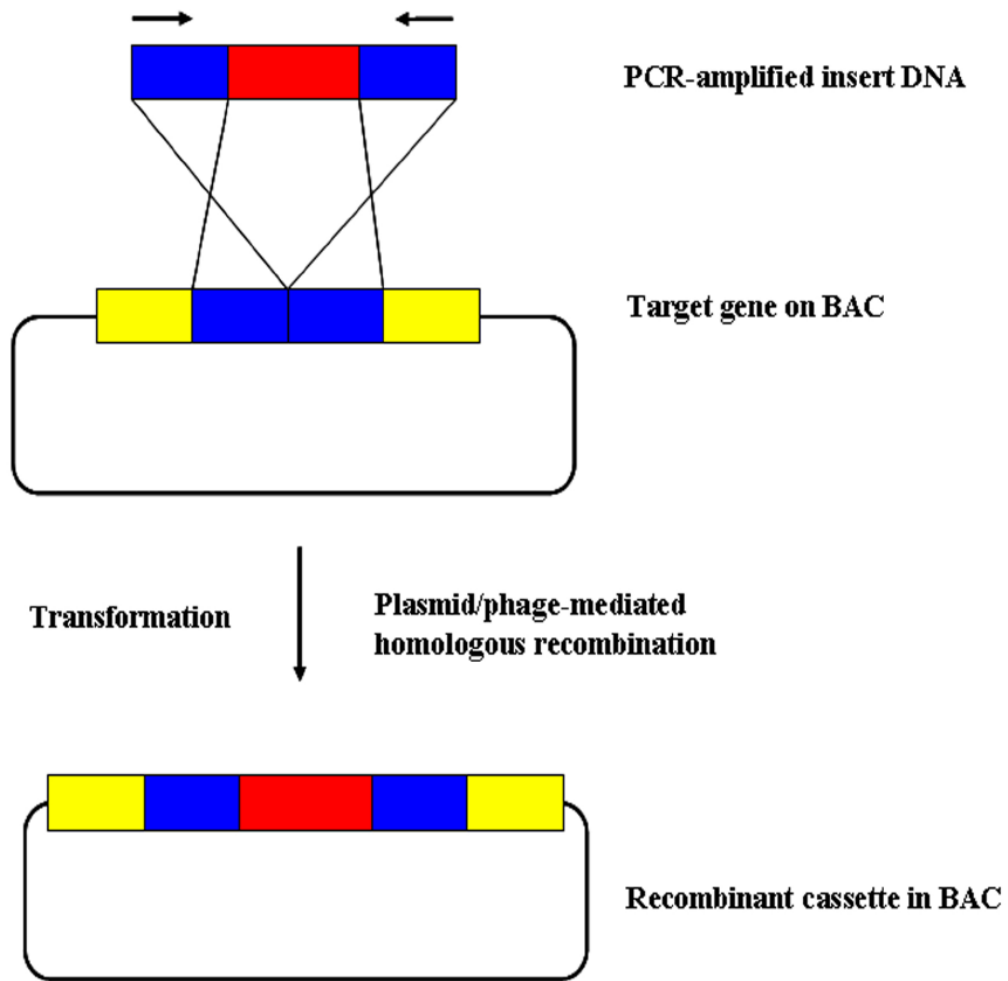 PCR-amplified insert DNA
Target gene on BAC
Transformation
Plasmid/phage-mediated
homologous recombination
Recombinant cassette in BAC